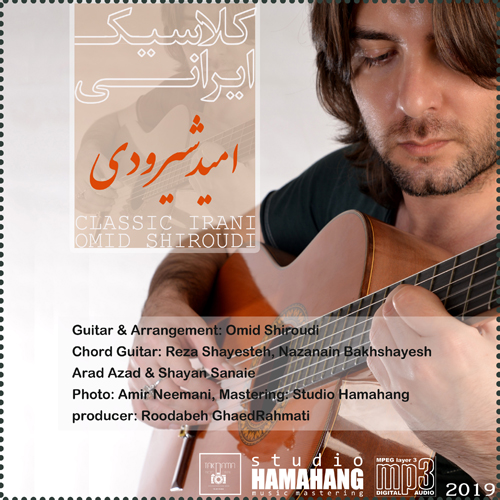 کلاسیک
ایرانی
امید شیرودی
CLASSIC IRANI
OMID SHIROUDI
Guitar & Arrangement: Omid Shiroudi
Chord Guitar: Reza Shayesteh, Nazanain Bakhshayesh
Arad Azad & Shayan Sanaie
Photo: Amir Neemani, Mastering: Studio Hamahang
producer: Roodabeh GhaedRahmati
studio
HAMAHANG
music mastering
MPEG layer 3
mp3
DIGITAL AUDIO
2019